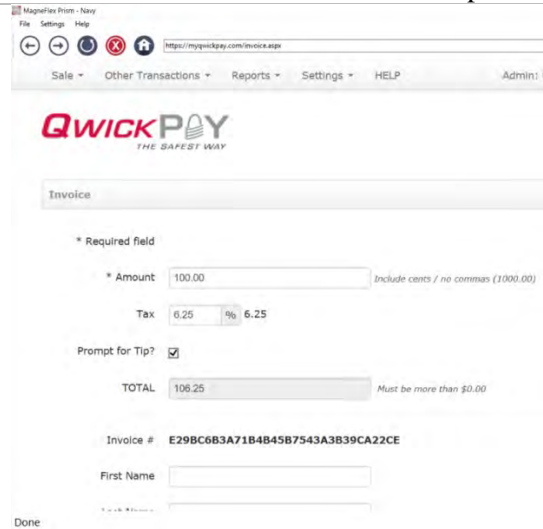 MagneFlex Prism - Navy
File Settings Help
https://myqwickpay.com/invoice.aspx
Sale Other Transactions Reports Settings HELP Admin:
QWICKPAY
THE SAFEST WAY
Invoice
* Required field
* Amount 100.00 Include cents / no commas (1000.00)
Tax 6.25 % 6.25
Prompt for Tip?
TOTAL 106.25 Must be more than $0.00
Invoice # E29BC6B3A71B4B45B7543A3B39CA22CE
First Name
Done